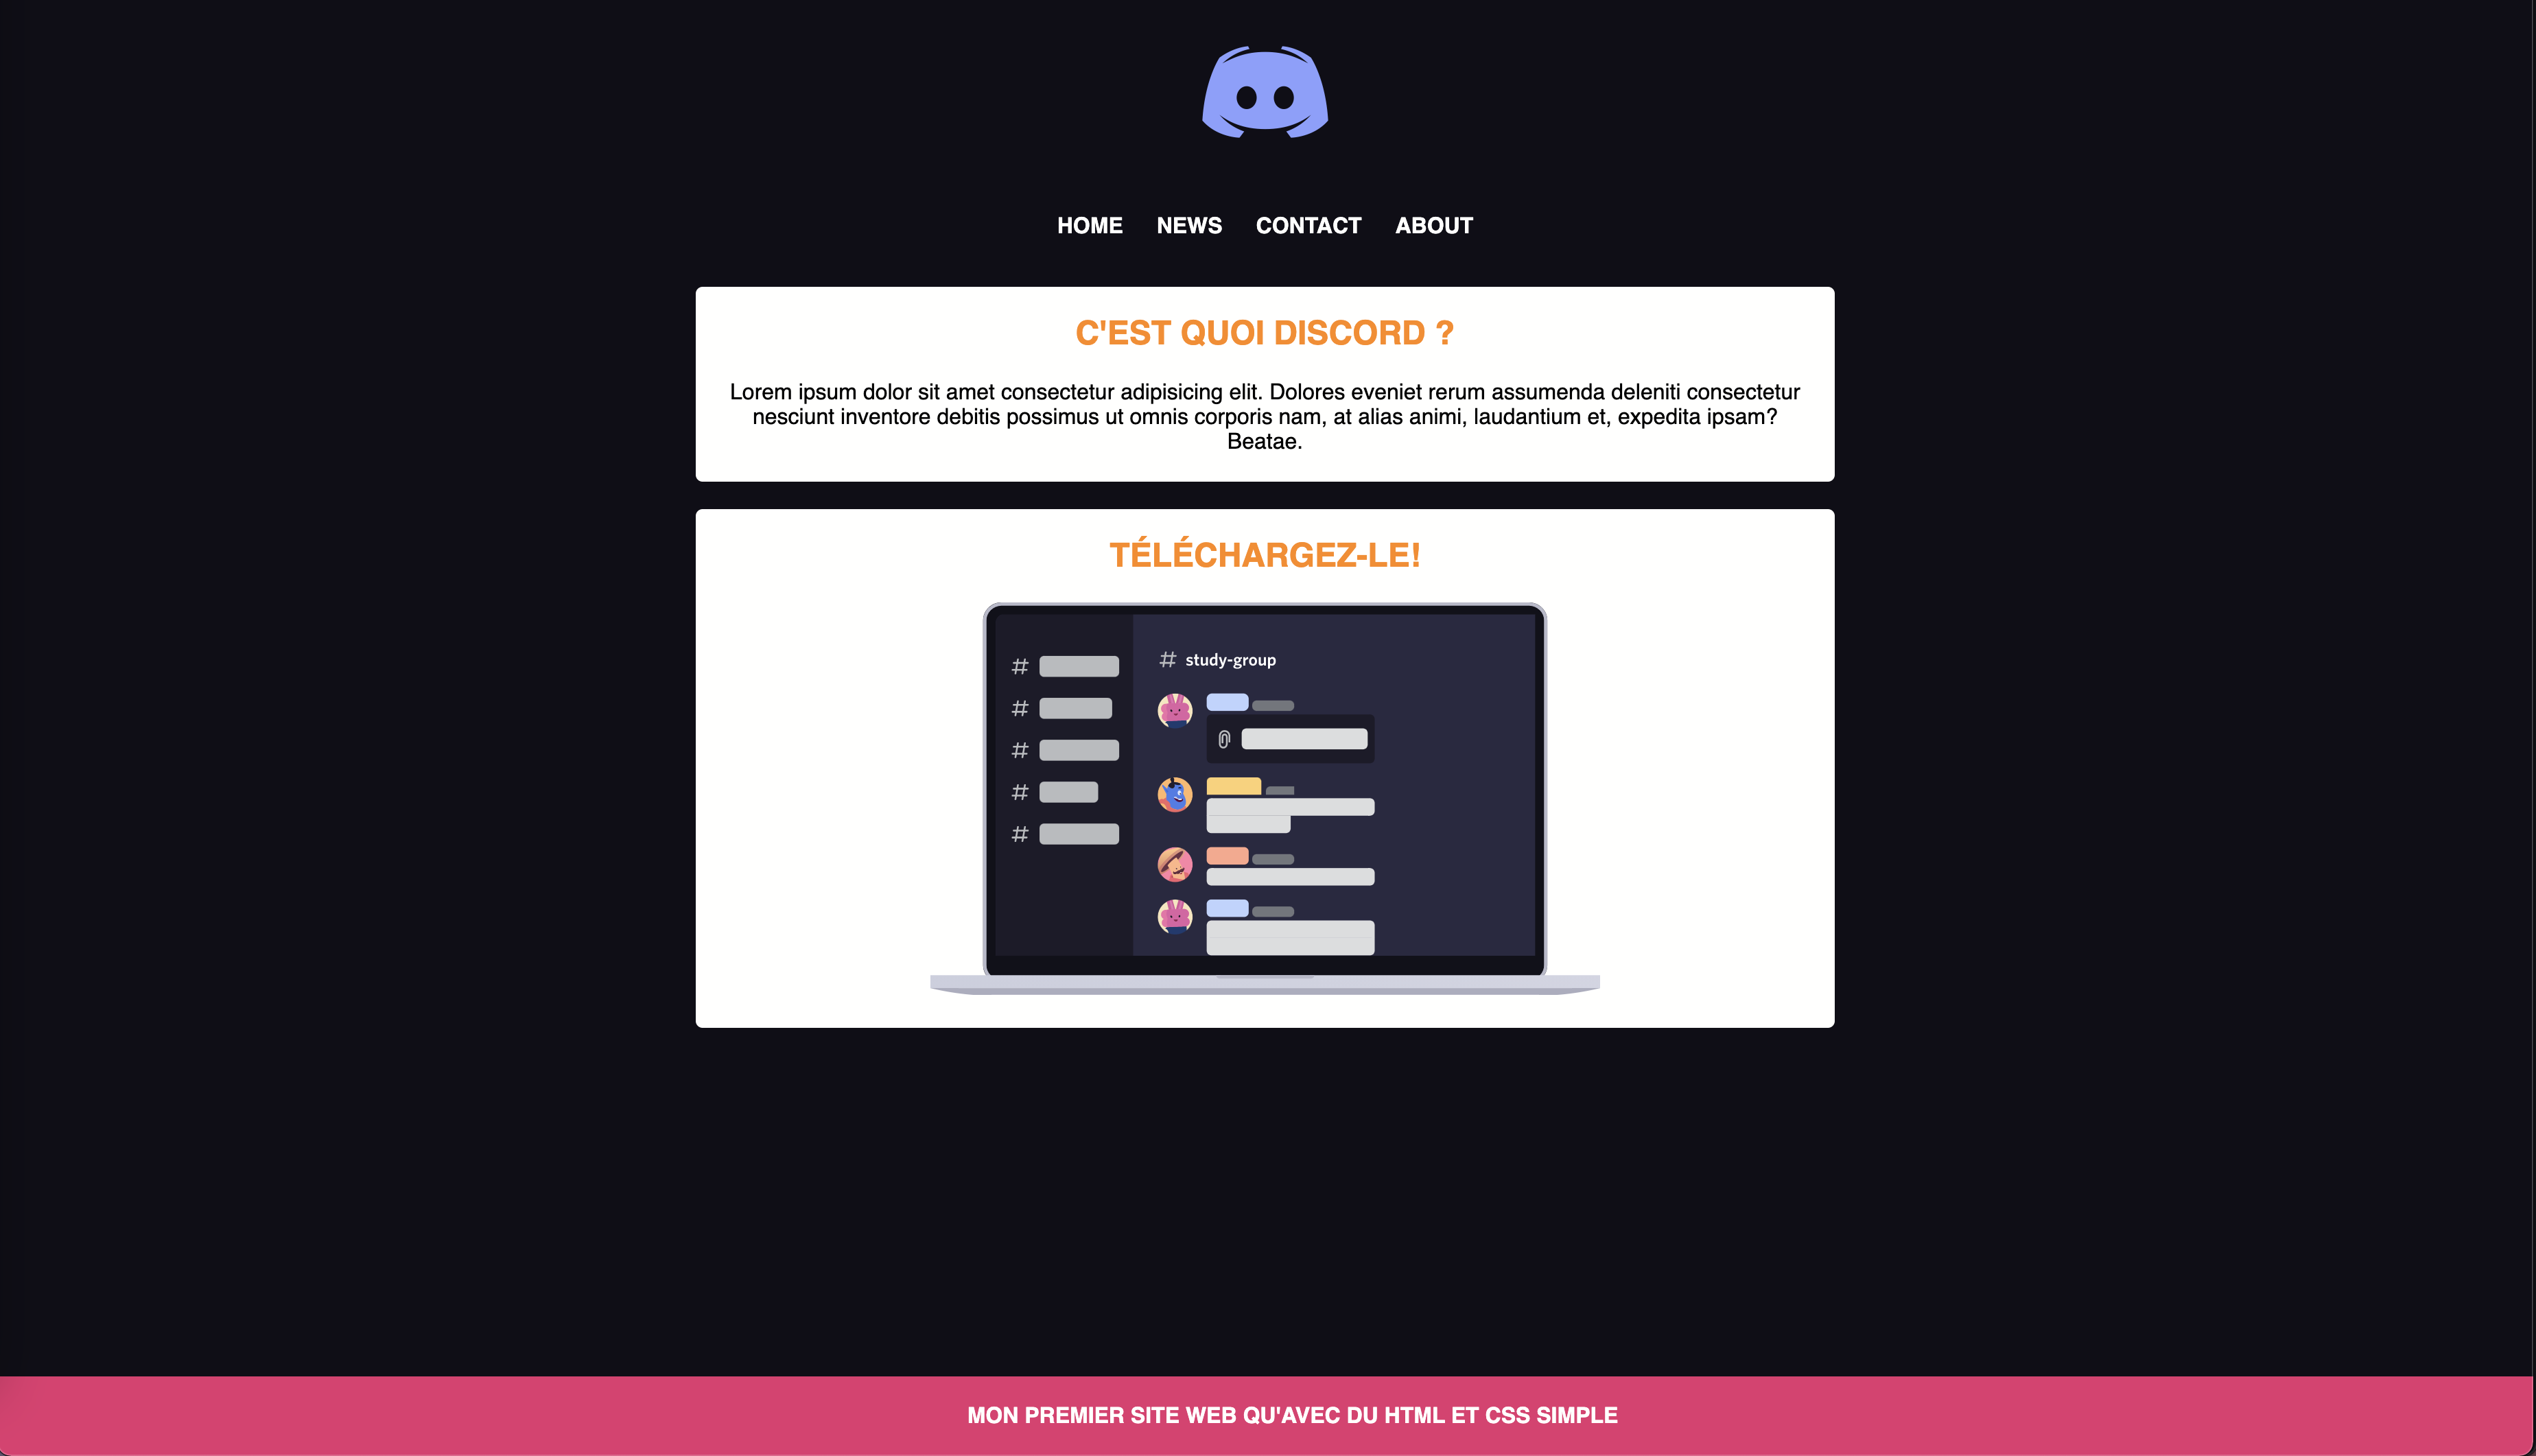 HOME NEWS CONTACT ABOUT
C'EST QUOI DISCORD ?
Lorem ipsum dolor sit amet consectetur adipisicing elit. Dolores eveniet rerum assumenda deleniti consectetur
nesciunt inventore debitis possimus ut omnis corporis nam, at alias animi, laudantium et, expedita ipsam?
Beatae.
TÉLÉCHARGEZ-LE!
# study-group
#
#
#
#
#
MON PREMIER SITE WEB QU'AVEC DU HTML ET CSS SIMPLE